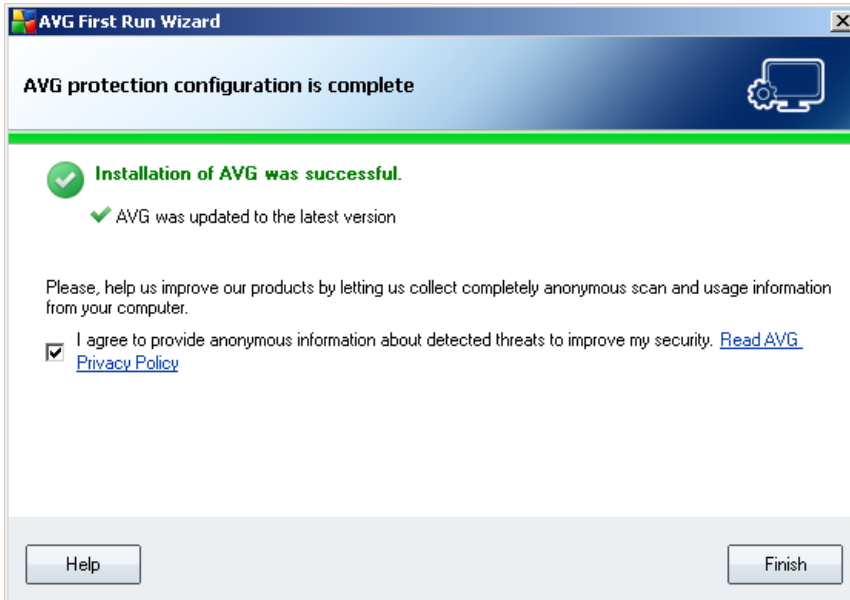 AVG First Run Wizard
AVG protection configuration is complete
Installation of AVG was successful.
AVG was updated to the latest version
Please, help us improve our products by letting us collect completely anonymous scan and usage information
from your computer.
I agree to provide anonymous information about detected threats to improve my security. Read AVG
Privacy Policy
Help
Finish